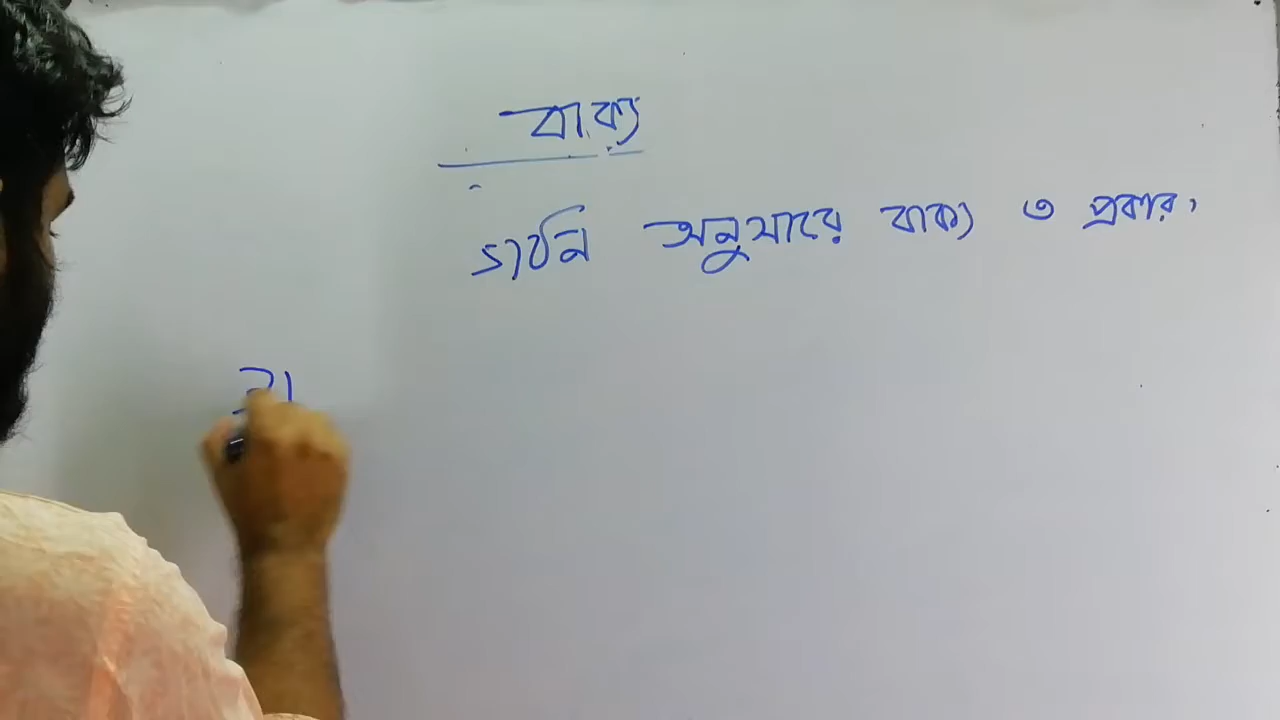 বাক্য
গঠন অনুসারে বাক্য ৩ প্রকার,